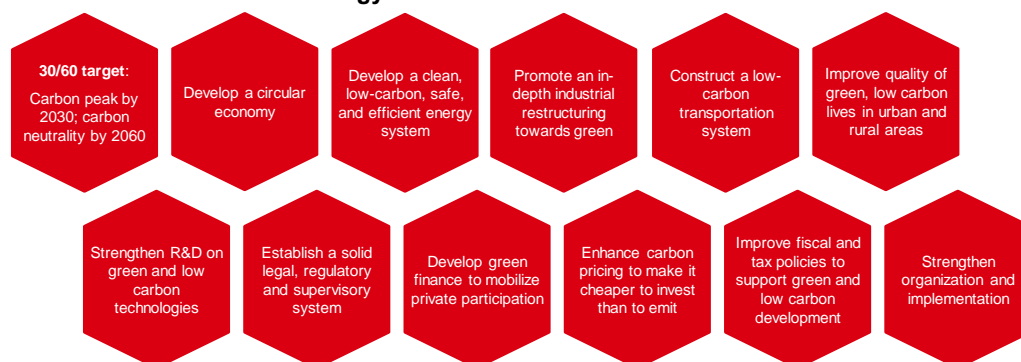 30/60 target:
Carbon peak by
2030; carbon
neutrality by 2060
Develop a circular
economy
Develop a clean,
low-carbon, safe,
and efficient energy
system
Promote an in-
depth industrial
restructuring
towards green
Construct a low-
carbon
transportation
system
Improve quality of
green, low carbon
lives in urban and
rural areas
Strengthen R&D on
green and low
carbon
technologies
Establish a solid
legal, regulatory
and supervisory
system
Develop green
finance to mobilize
private participation
Enhance carbon
pricing to make it
cheaper to invest
than to emit
Improve fiscal and
tax policies to
support green and
low carbon
development
Strengthen
organization and
implementation